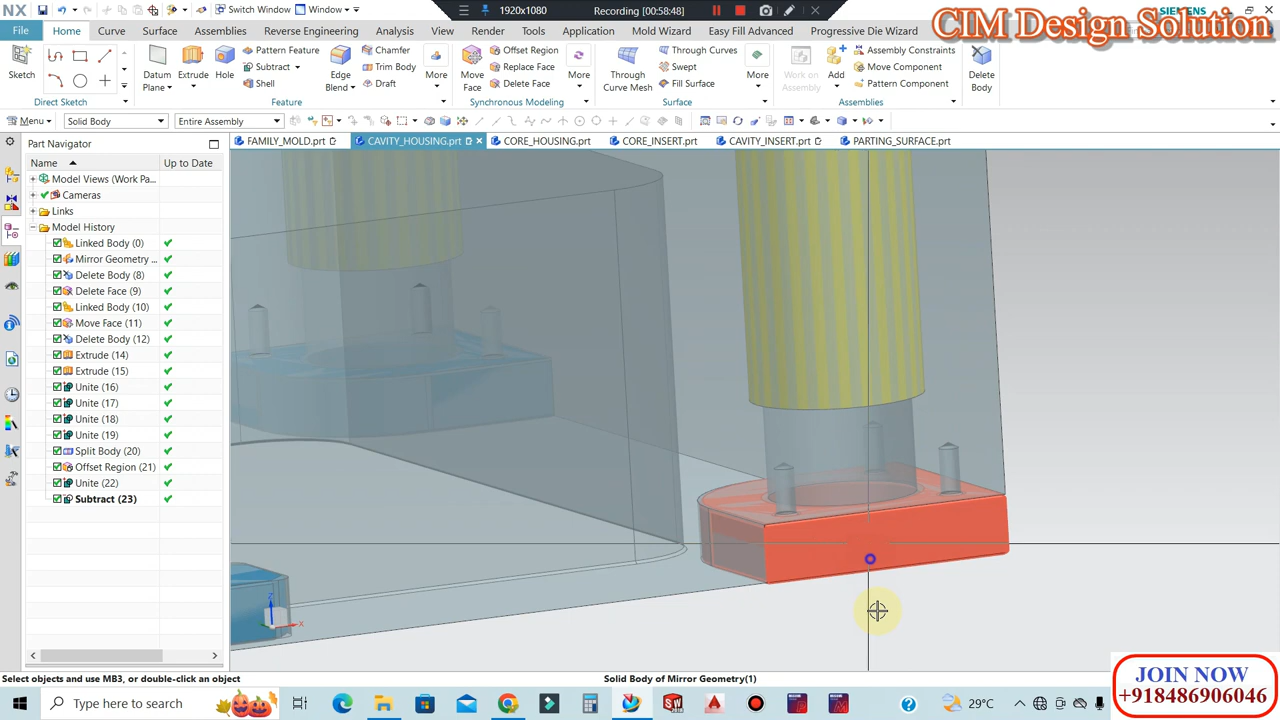 NX
Switch Window
Window
1920x1080
Recording [00:58:48]
SIEMENS
CIM Design Solution
File
Home
Curve
Surface
Assemblies
Reverse Engineering
Analysis
View
Render
Tools
Application
Mold Wizard
Easy Fill Advanced
Progressive Die Wizard
Sketch
Datum Plane
Extrude
Hole
Pattern Feature
Subtract
Shell
Edge Blend
Chamfer
Trim Body
Draft
More
Move Face
Offset Region
Replace Face
Delete Face
More
Through Curve Mesh
Through Curves
Swept
Fill Surface
More
Work on Assembly
Add
Assembly Constraints
Move Component
Pattern Component
Delete Body
Direct Sketch
Feature
Synchronous Modeling
Surface
Assemblies
Menu
Solid Body
Entire Assembly
Part Navigator
FAMILY_MOLD.prt
CAVITY_HOUSING.prt
CORE_HOUSING.prt
CORE_INSERT.prt
CAVITY_INSERT.prt
PARTING_SURFACE.prt
Name
Up to Date
Model Views (Work Pa...
Cameras
Links
Model History
Linked Body (0)
Mirror Geometry ...
Delete Body (8)
Delete Face (9)
Linked Body (10)
Move Face (11)
Delete Body (12)
Extrude (14)
Extrude (15)
Unite (16)
Unite (17)
Unite (18)
Unite (19)
Split Body (20)
Offset Region (21)
Unite (22)
Subtract (23)
Z
X
Select objects and use MB3, or double-click an object
Solid Body of Mirror Geometry(1)
JOIN NOW
+918486906046
Type here to search
29°C